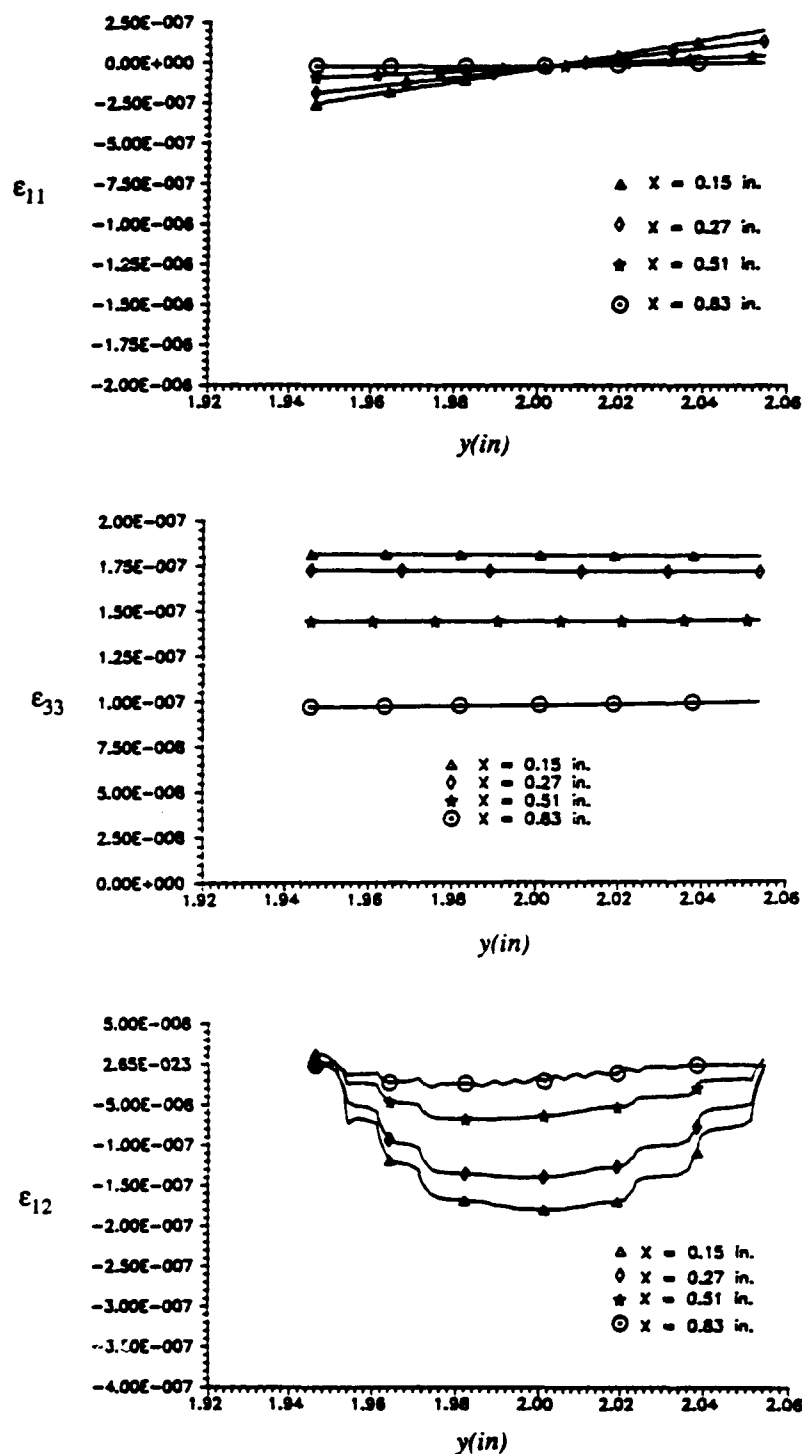 2.50E-007
0.00E+000
-2.50E-007
-5.00E-007
-7.50E-007
-1.00E-006
-1.25E-006
-1.50E-006
-1.75E-006
-2.00E-006
ε11
▲ X = 0.15 in.
◇ X = 0.27 in.
★ X = 0.51 in.
⊙ X = 0.83 in.
1.92 1.94 1.96 1.98 2.00 2.02 2.04 2.06
y(in)
2.00E-007
1.75E-007
1.50E-007
1.25E-007
1.00E-007
7.50E-008
5.00E-008
2.50E-008
0.00E+000
ε33
▲ X = 0.15 in.
◇ X = 0.27 in.
★ X = 0.51 in.
⊙ X = 0.83 in.
1.92 1.94 1.96 1.98 2.00 2.02 2.04 2.06
y(in)
5.00E-008
2.65E-023
-5.00E-008
-1.00E-007
-1.50E-007
-2.00E-007
-2.50E-007
-3.00E-007
-4.00E-007
ε12
▲ X = 0.15 in.
◇ X = 0.27 in.
★ X = 0.51 in.
⊙ X = 0.83 in.
1.92 1.94 1.96 1.98 2.00 2.02 2.04 2.06
y(in)